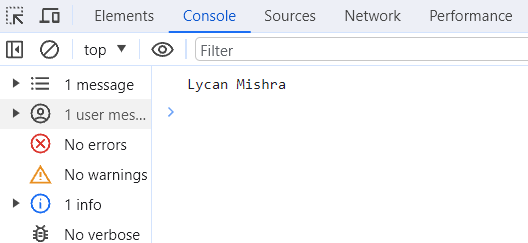 Elements Console Sources Network Performance
top Filter
1 message
1 user mes...
No errors
No warnings
1 info
No verbose
Lycan Mishra